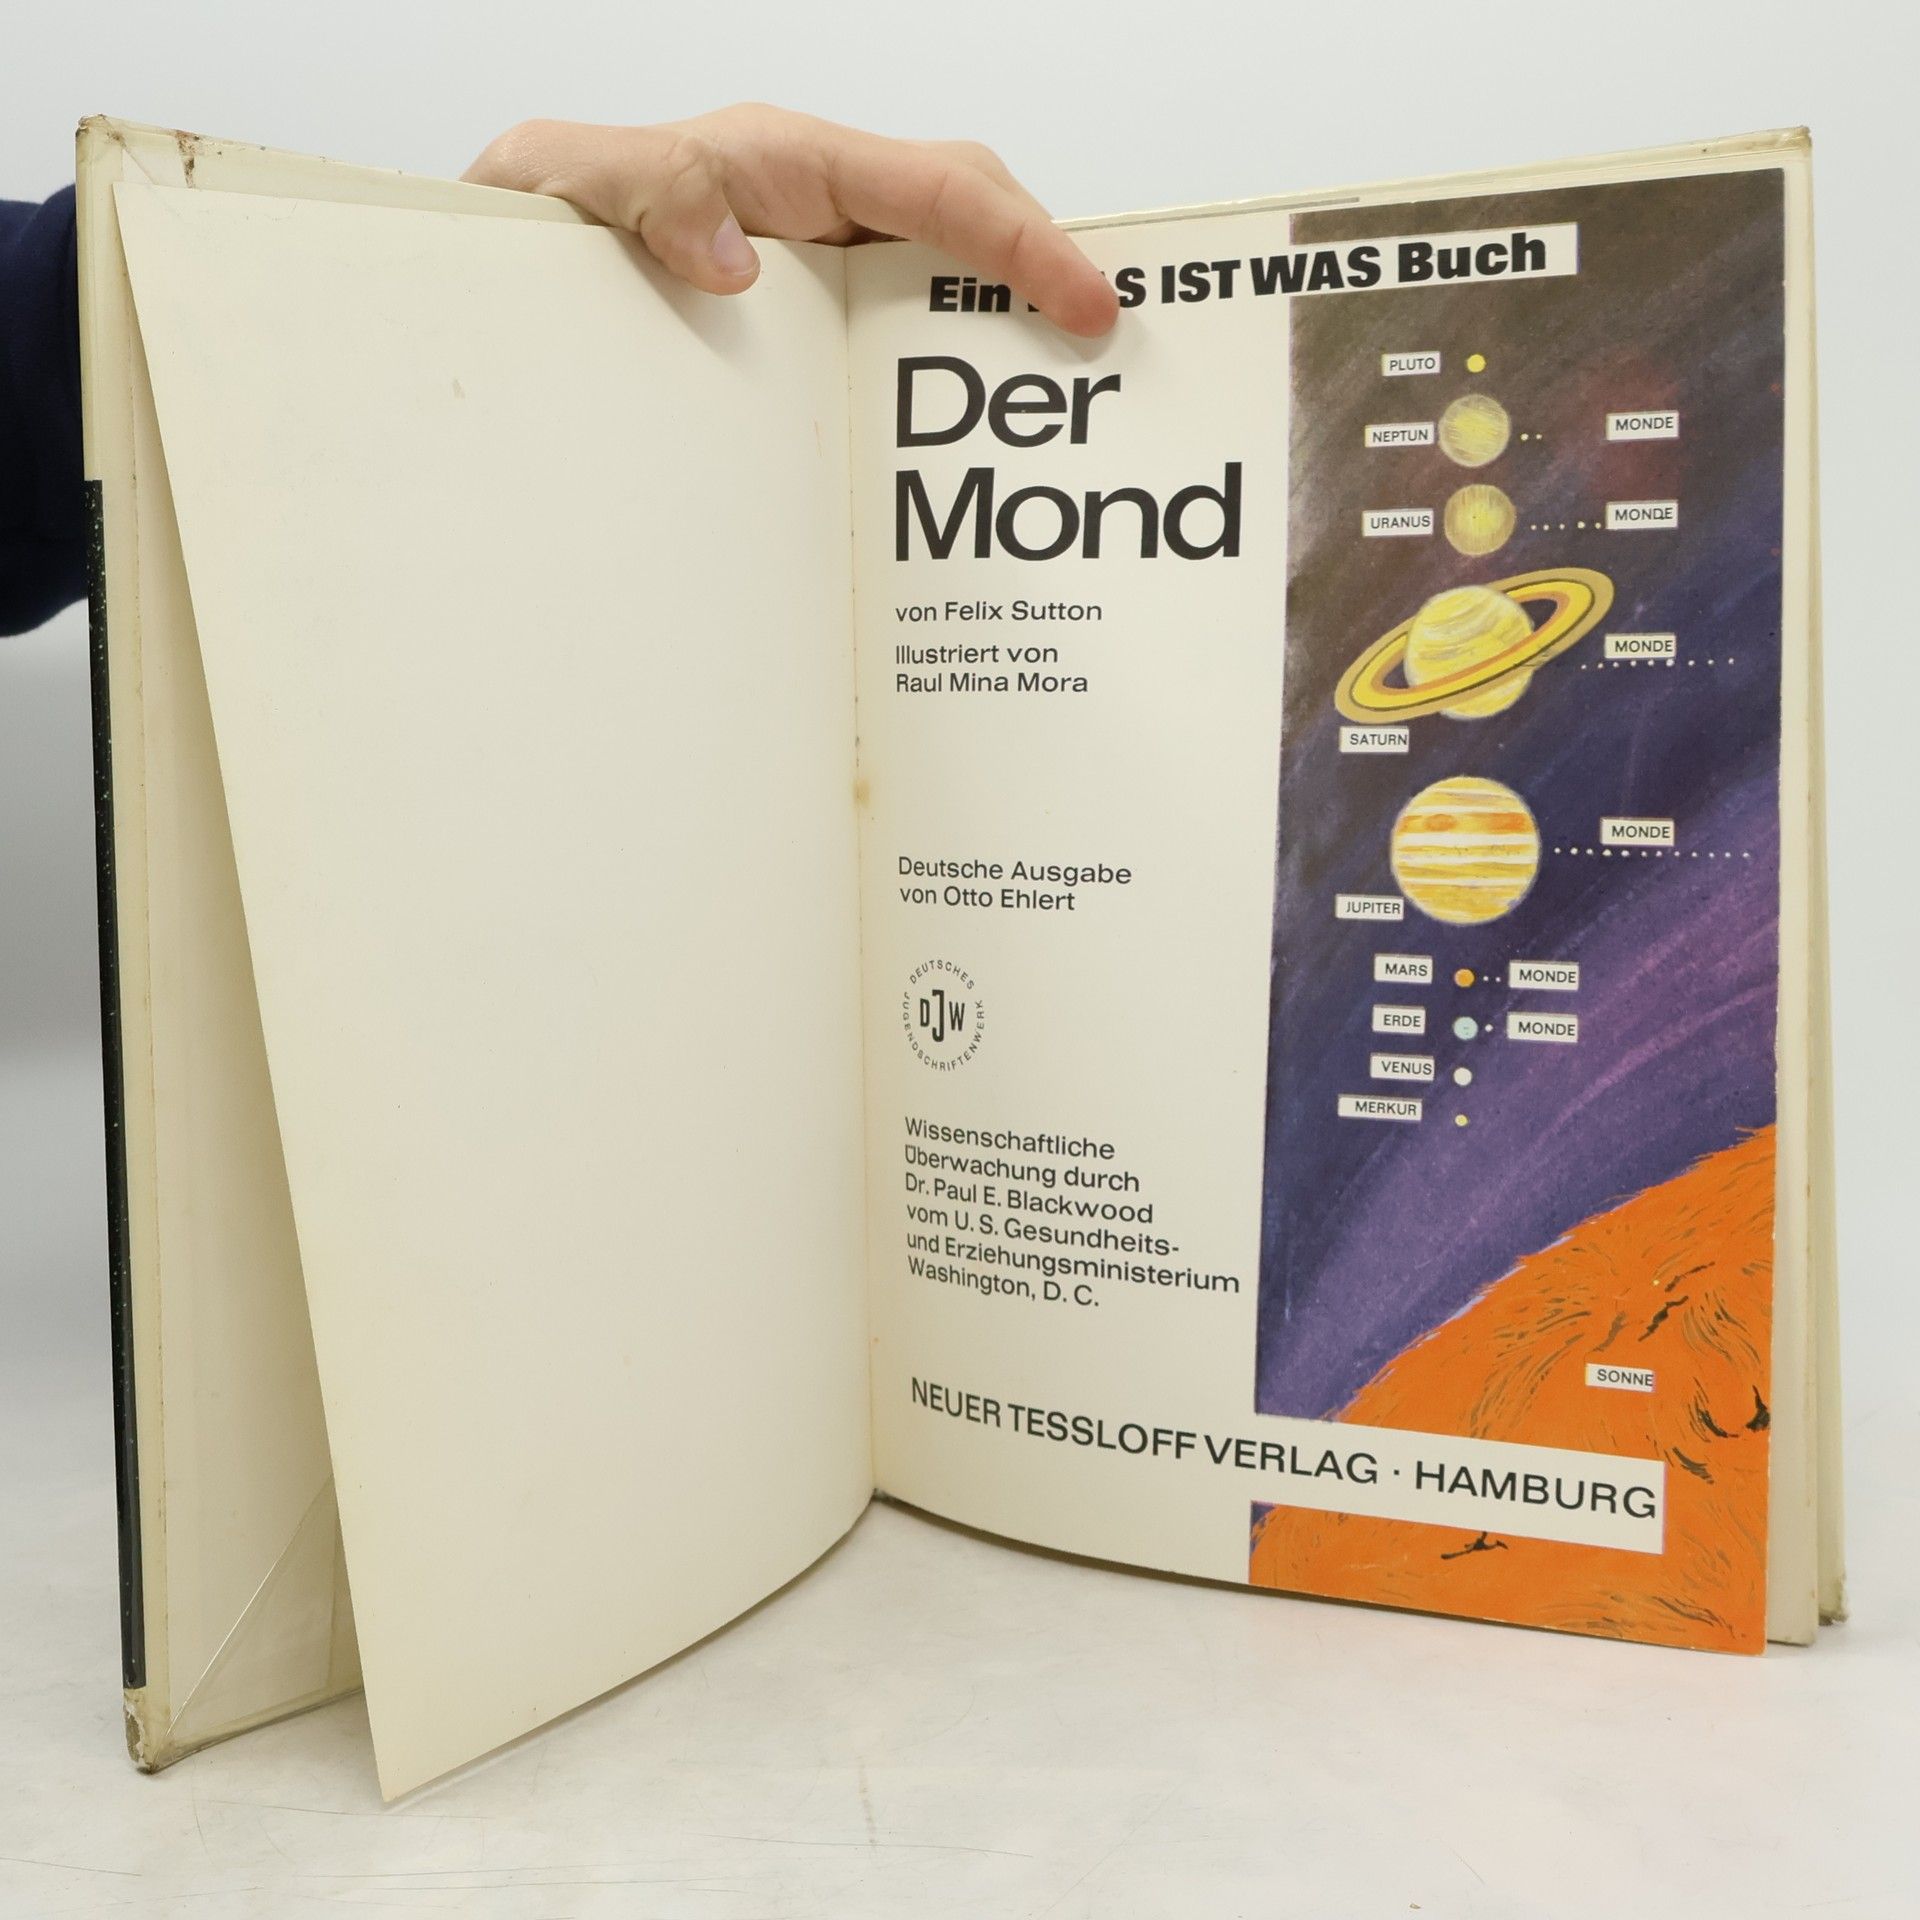 Ein S IST WAS Buch
Der
Mond
von Felix Sutton
Illustriert von
Raul Mina Mora
Deutsche Ausgabe
von Otto Ehlert
DEUTSCHES
JUGENDSCHRIFTENWERK
DJW
Wissenschaftliche
Überwachung durch
Dr. Paul E. Blackwood
vom U. S. Gesundheits-
und Erziehungsministerium
Washington, D. C.
NEUER TESSLOFF VERLAG · HAMBURG
PLUTO
NEPTUN
MONDE
URANUS
MONDE
MONDE
SATURN
MONDE
JUPITER
MARS
MONDE
ERDE
MONDE
VENUS
MERKUR
SONNE